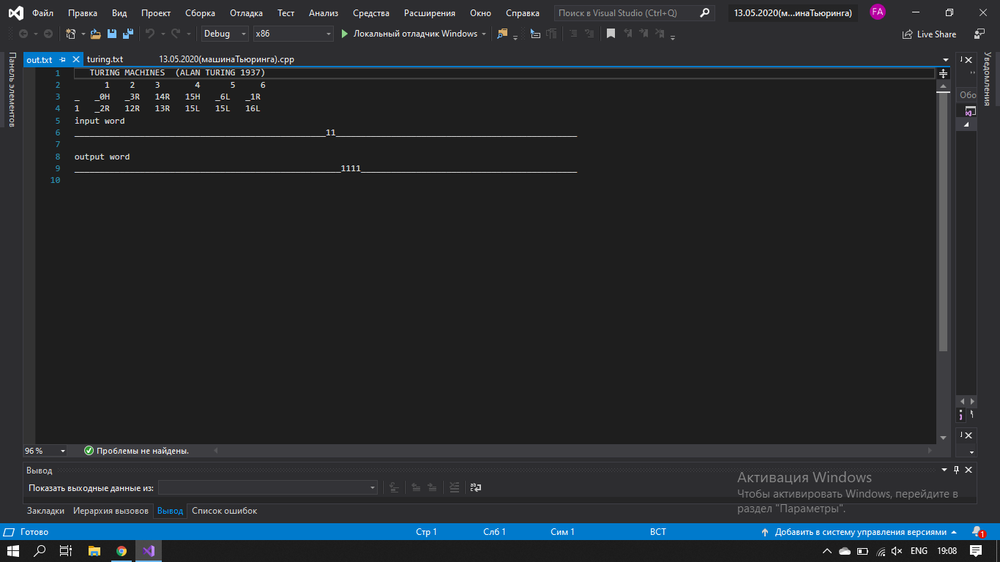 Файл Правка Вид Проект Сборка Отладка Тест Анализ Средства Расширения Окно Справка Поиск в Visual Studio (Ctrl+Q) 13.05.2020(м...инаТьюринга) FA
Debug x86 Локальный отладчик Windows Live Share
Панель элементов
out.txt turing.txt 13.05.2020(машинаТьюринга).cpp
Уведомления
Обо
1 TURING MACHINES (ALAN TURING 1937)
2 1 2 3 4 5 6
3 _ _0H _3R 14R 15H _6L _1R
4 1 _2R 12R 13R 15L 15L 16L
5 input word
6 __________________________________________________11________________________________________________
7
8 output word
9 _____________________________________________________1111___________________________________________
10
96 % Проблемы не найдены.
Вывод
Показать выходные данные из:
Активация Windows
Чтобы активировать Windows, перейдите в
раздел "Параметры".
Закладки Иерархия вызовов Вывод Список ошибок
Готово Стр 1 Слб 1 Сим 1 ВСТ Добавить в систему управления версиями 1
ENG 19:08